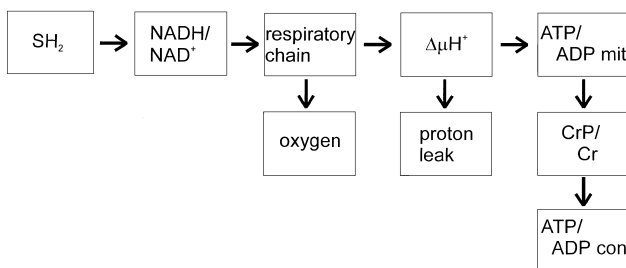 SH2
NADH/
NAD+
respiratory
chain
ΔμH+
ATP/
ADP mit
oxygen
proton
leak
CrP/
Cr
ATP/
ADP con